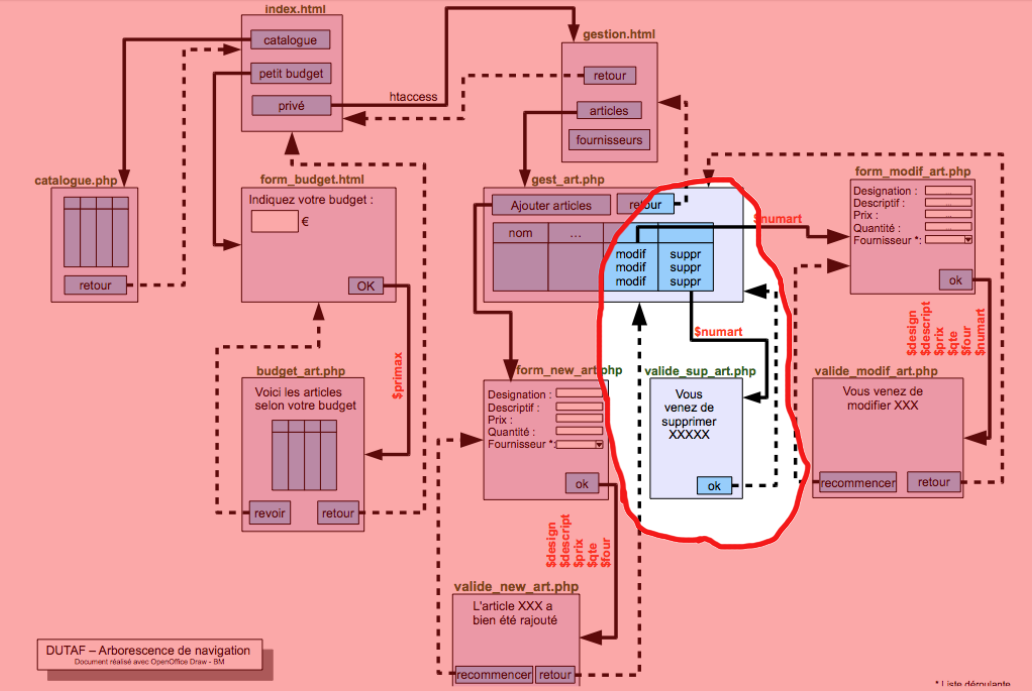 index.html
catalogue
petit budget
privé
htaccess
gestion.html
retour
articles
fournisseurs
catalogue.php
retour
form_budget.html
Indiquez votre budget :
€
OK
$primax
budget_art.php
Voici les articles
selon votre budget
revoir
retour
gest_art.php
Ajouter articles
retour
nom
...
modif suppr
modif suppr
modif suppr
$numart
$numart
form_modif_art.php
Designation :
Descriptif :
Prix :
Quantité :
Fournisseur *:
ok
$design
$descript
$prix
$qte
$four
$numart
form_new_art.php
Designation :
Descriptif :
Prix :
Quantité :
Fournisseur *:
ok
$design
$descript
$prix
$qte
$four
valide_sup_art.php
Vous
venez de
supprimer
XXXXX
ok
valide_modif_art.php
Vous venez de
modifier XXX
recommencer
retour
valide_new_art.php
L'article XXX a
bien été rajouté
recommencer
retour
DUTAF – Arborescence de navigation
Document réalisé avec OpenOffice Draw - BM
* Liste déroulante